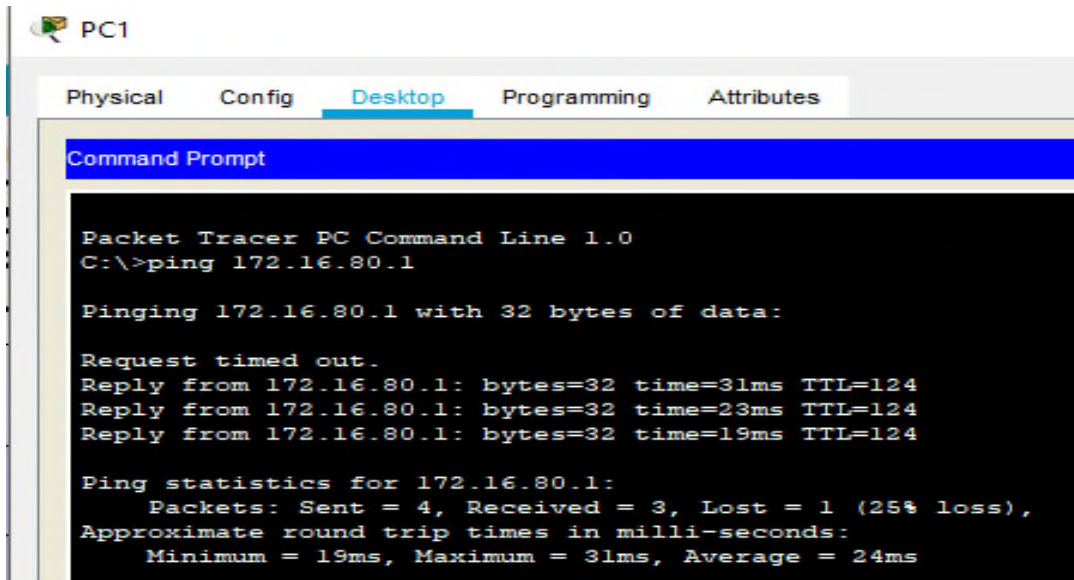 PC1
Physical Config Desktop Programming Attributes
Command Prompt
Packet Tracer PC Command Line 1.0
C:\>ping 172.16.80.1
Pinging 172.16.80.1 with 32 bytes of data:
Request timed out.
Reply from 172.16.80.1: bytes=32 time=31ms TTL=124
Reply from 172.16.80.1: bytes=32 time=23ms TTL=124
Reply from 172.16.80.1: bytes=32 time=19ms TTL=124
Ping statistics for 172.16.80.1:
Packets: Sent = 4, Received = 3, Lost = 1 (25% loss),
Approximate round trip times in milli-seconds:
Minimum = 19ms, Maximum = 31ms, Average = 24ms